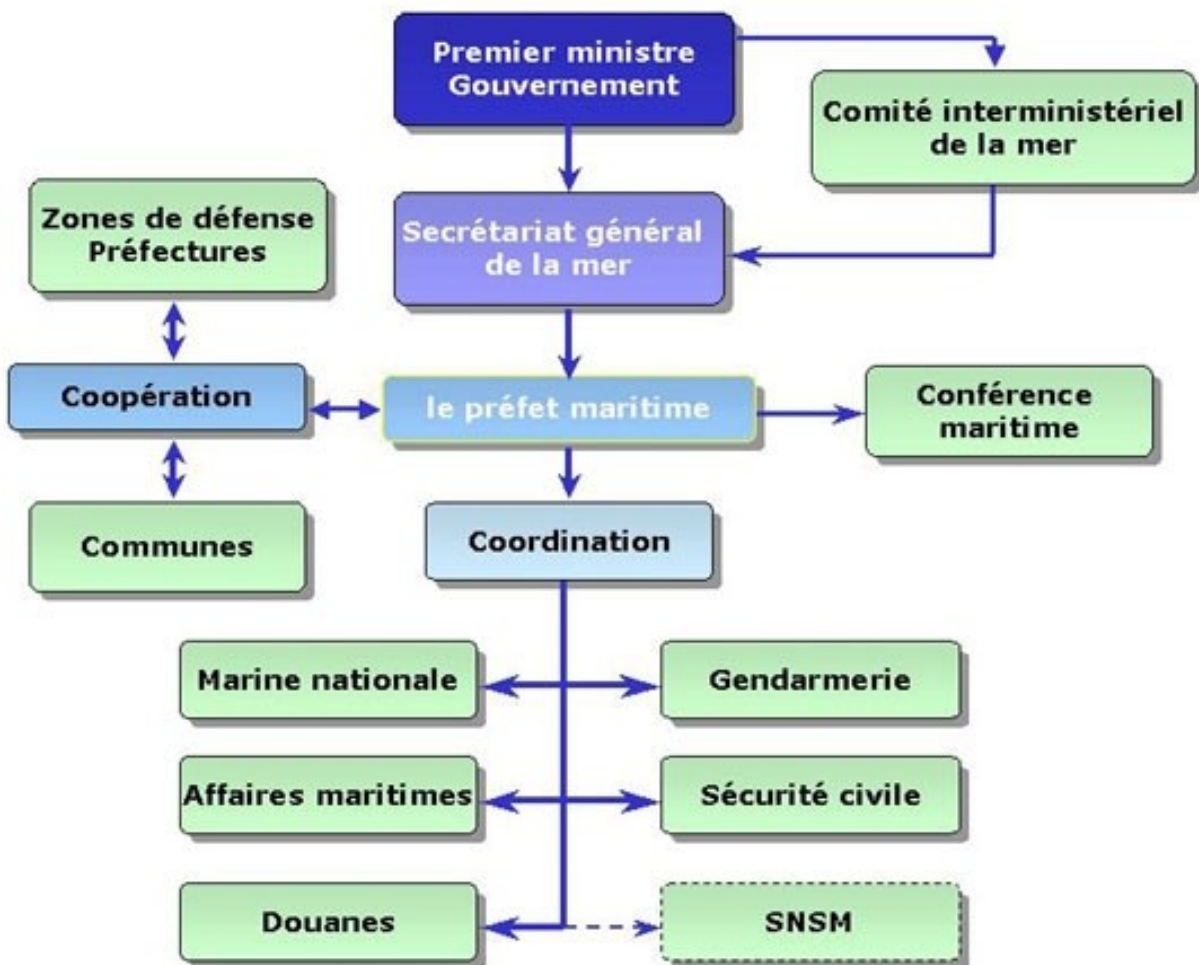 Premier ministre
Gouvernement
Comité interministériel
de la mer
Zones de défense
Préfectures
Secrétariat général
de la mer
Coopération
le préfet maritime
Conférence
maritime
Communes
Coordination
Marine nationale
Gendarmerie
Affaires maritimes
Sécurité civile
Douanes
SNSM